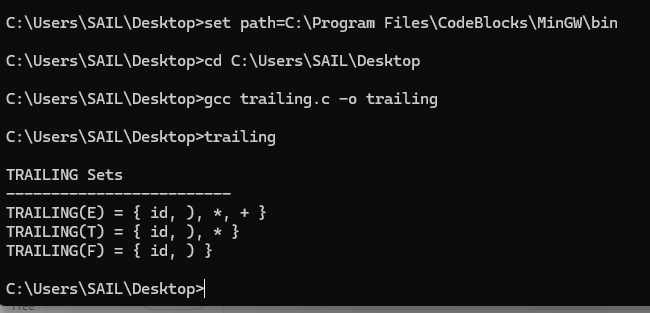 C:\Users\SAIL\Desktop>set path=C:\Program Files\CodeBlocks\MinGW\bin
C:\Users\SAIL\Desktop>cd C:\Users\SAIL\Desktop
C:\Users\SAIL\Desktop>gcc trailing.c -o trailing
C:\Users\SAIL\Desktop>trailing
TRAILING Sets
-------------------------
TRAILING(E) = { id, ), *, + }
TRAILING(T) = { id, ), * }
TRAILING(F) = { id, ) }
C:\Users\SAIL\Desktop>